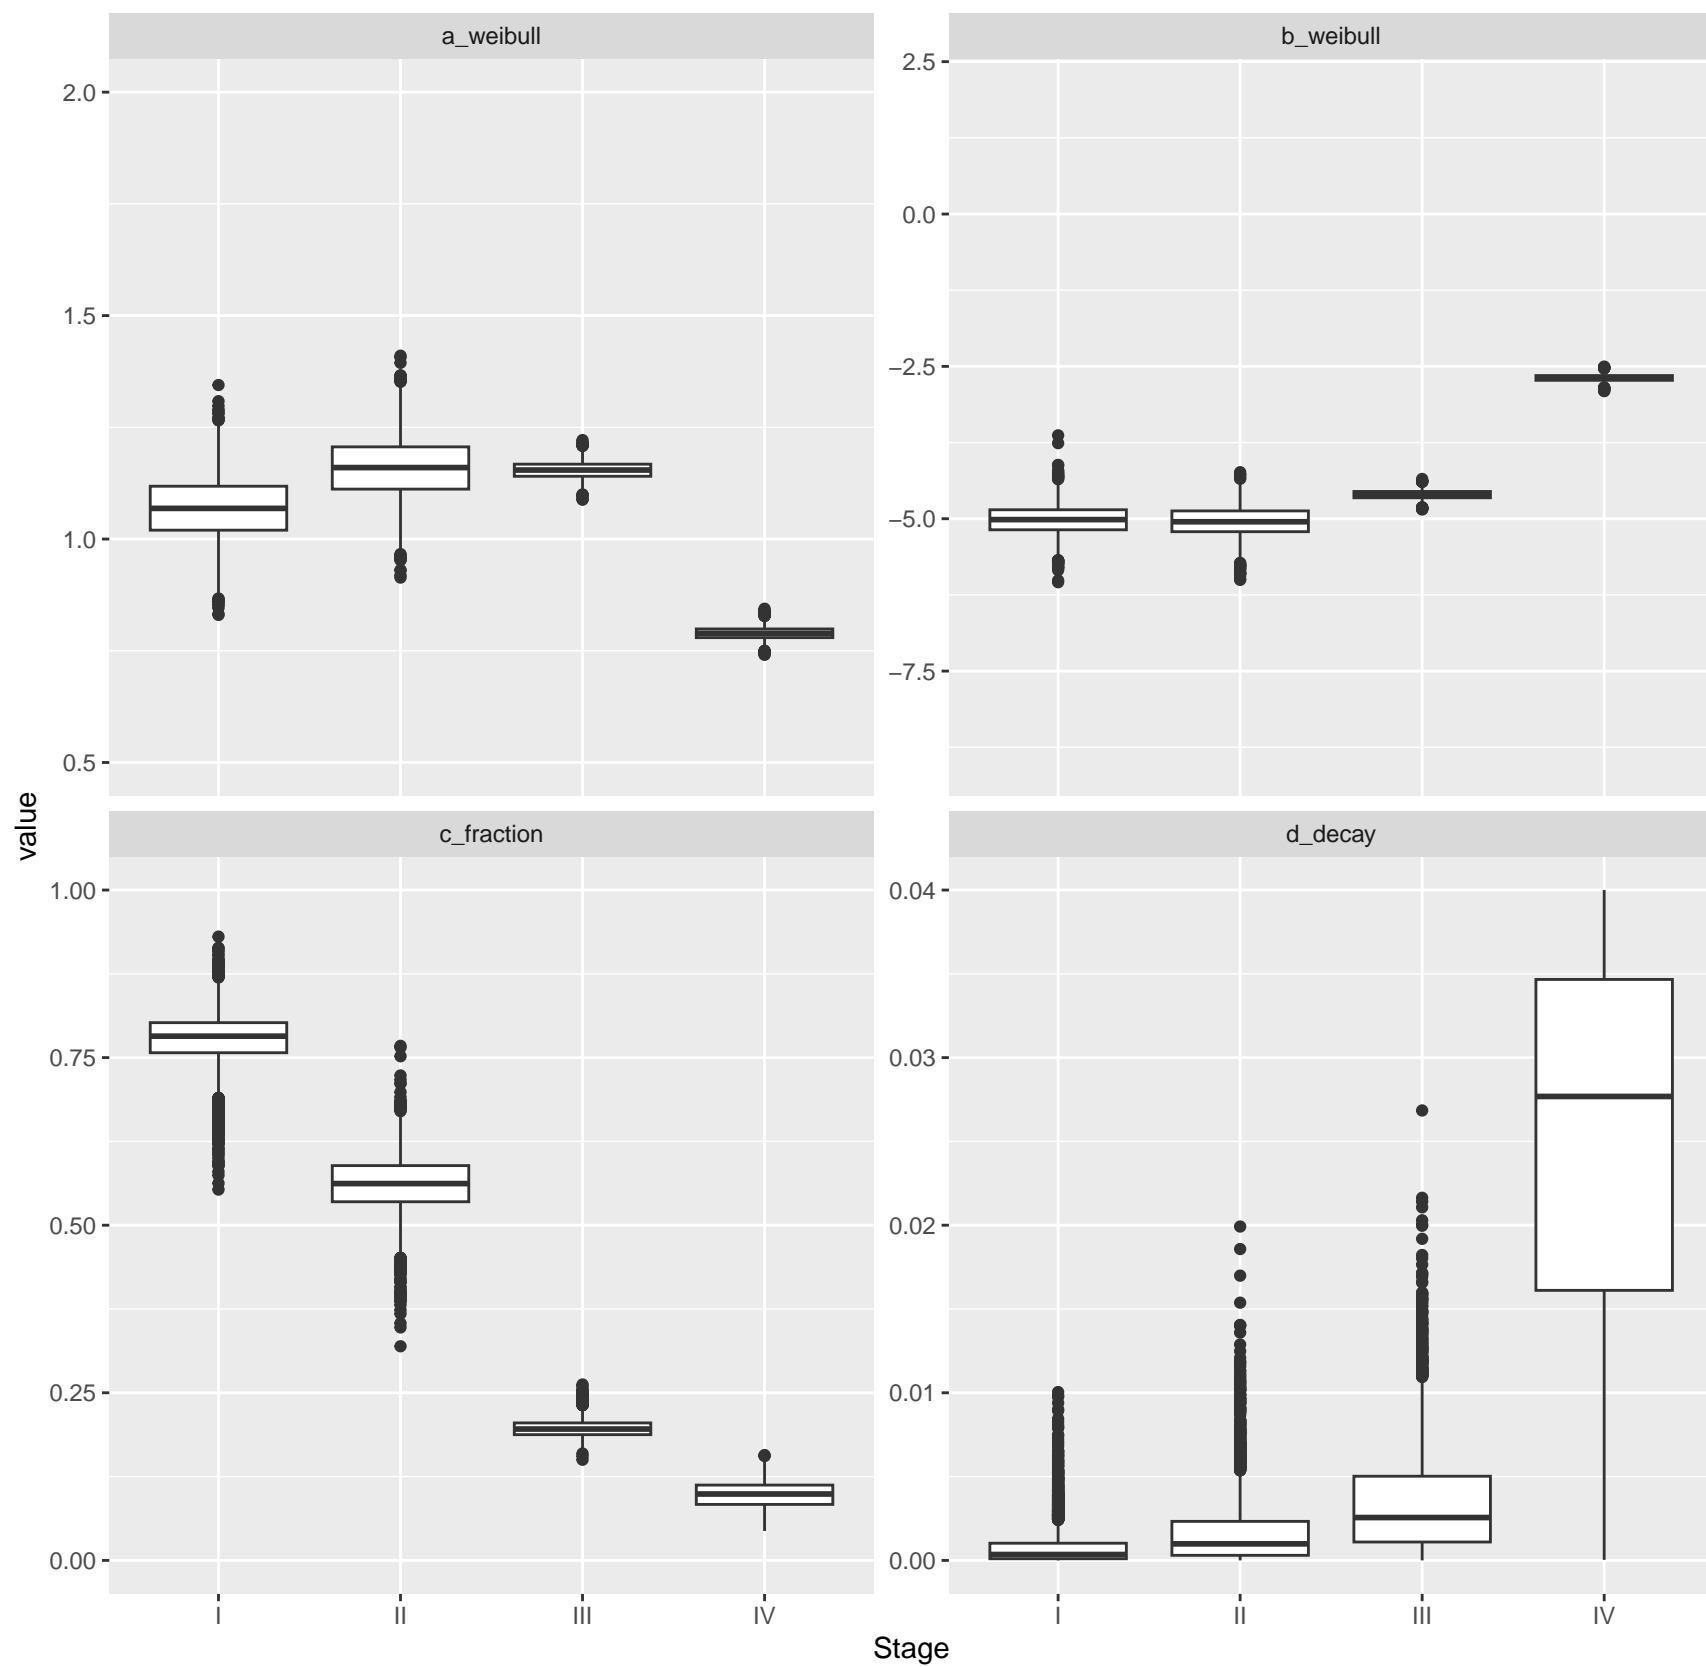 a_weibull
b_weibull
2.0
1.5
1.0
0.5
2.5
0.0
−2.5
−5.0
−7.5
value
c_fraction
d_decay
1.00
0.75
0.50
0.25
0.00
0.04
0.03
0.02
0.01
0.00
I II III IV
I II III IV
Stage